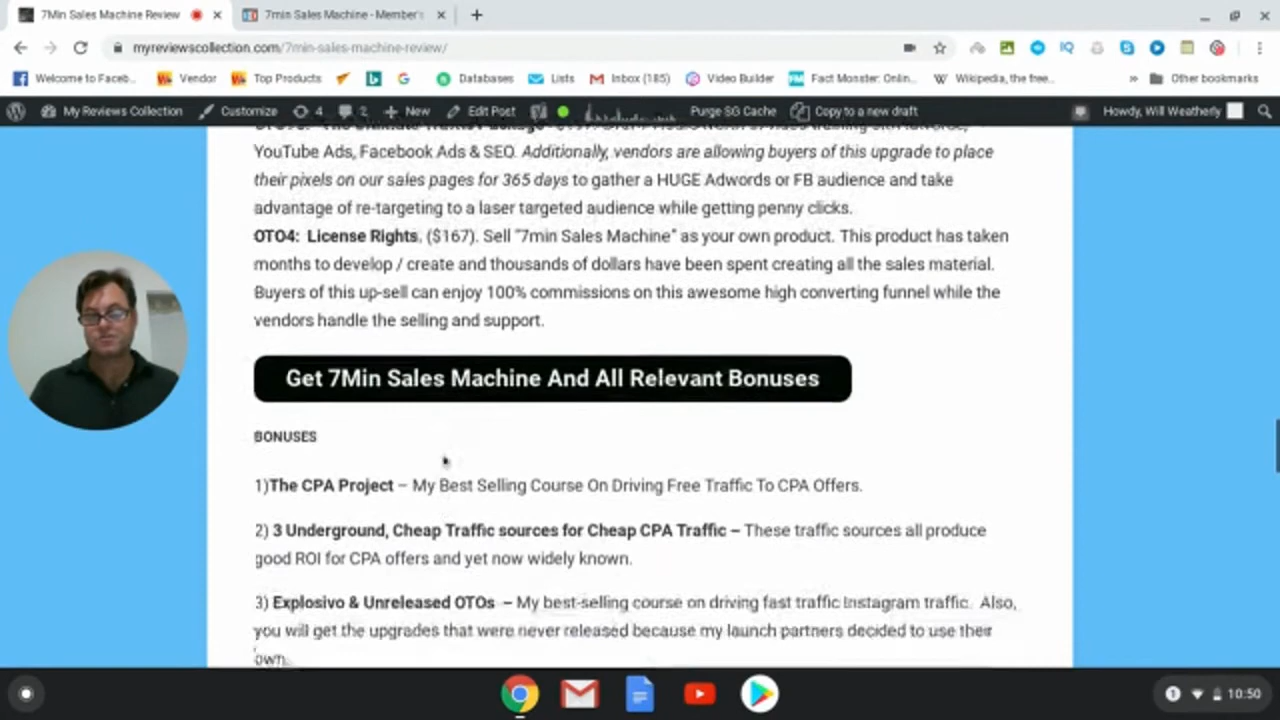 7Min Sales Machine Review
7min Sales Machine - Member's
myreviewscollection.com/7min-sales-machine-review/
Welcome to Faceb...
Vendor
Top Products
Databases
Lists
Inbox (185)
Video Builder
Fact Monster: Onlin...
Wikipedia, the free...
Other bookmarks
My Reviews Collection
Customize
4
2
New
Edit Post
Purge SG Cache
Copy to a new draft
Howdy, Will Weatherly
YouTube Ads, Facebook Ads & SEO. Additionally, vendors are allowing buyers of this upgrade to place
their pixels on our sales pages for 365 days to gather a HUGE Adwords or FB audience and take
advantage of re-targeting to a laser targeted audience while getting penny clicks.
OTO4: License Rights, ($167). Sell "7min Sales Machine" as your own product. This product has taken
months to develop / create and thousands of dollars have been spent creating all the sales material.
Buyers of this up-sell can enjoy 100% commissions on this awesome high converting funnel while the
vendors handle the selling and support.
Get 7Min Sales Machine And All Relevant Bonuses
BONUSES
1)The CPA Project – My Best Selling Course On Driving Free Traffic To CPA Offers.
2) 3 Underground, Cheap Traffic sources for Cheap CPA Traffic – These traffic sources all produce
good ROI for CPA offers and yet now widely known.
3) Explosivo & Unreleased OTOs – My best-selling course on driving fast traffic Instagram traffic. Also,
you will get the upgrades that were never released because my launch partners decided to use their
own.
1
10:50